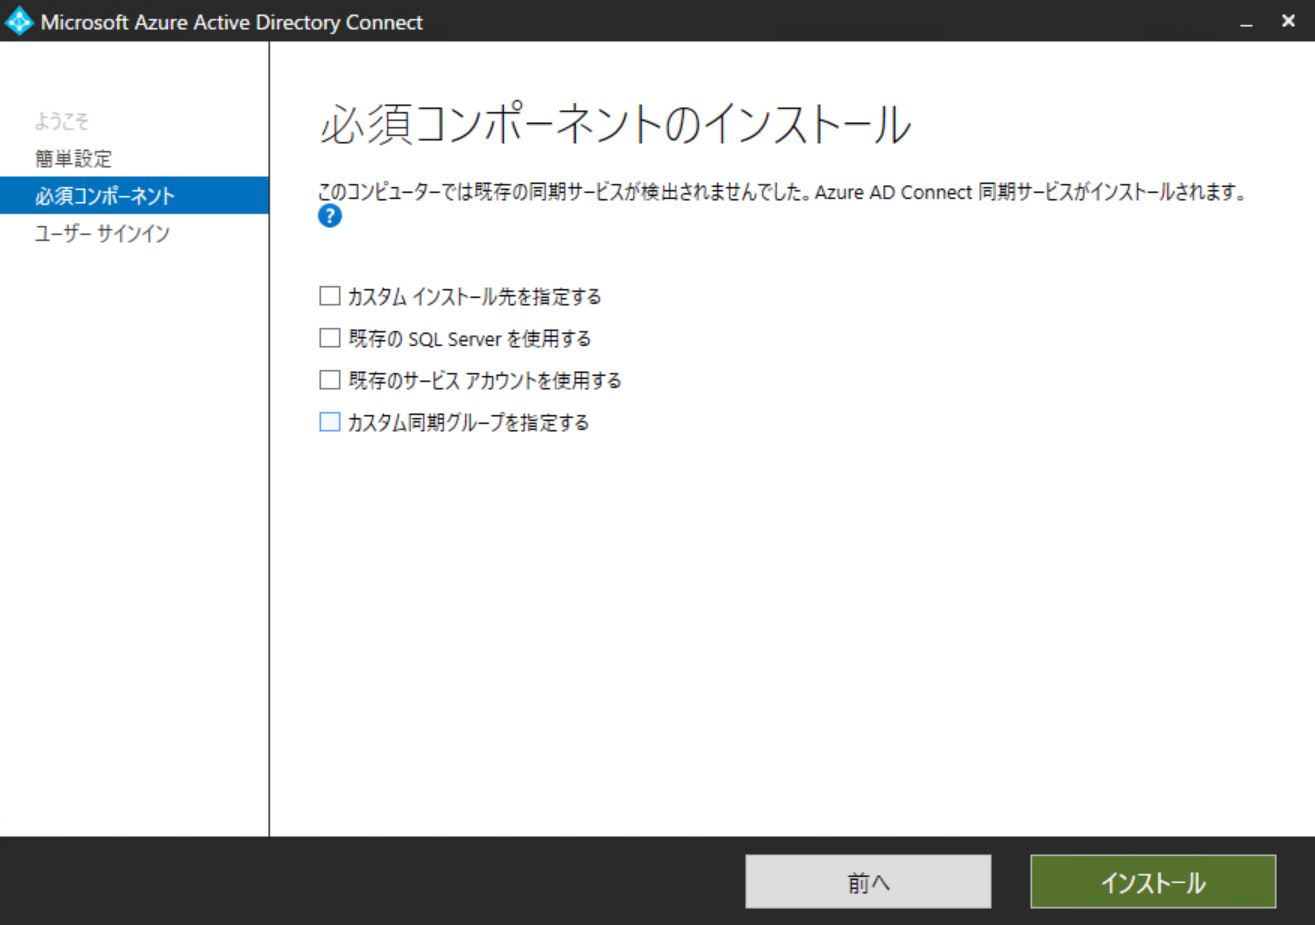 Microsoft Azure Active Directory Connect
ようこそ
簡単設定
必須コンポーネント
ユーザー サインイン
必須コンポーネントのインストール
このコンピューターでは既存の同期サービスが検出されませんでした。Azure AD Connect 同期サービスがインストールされます。
?
カスタム インストール先を指定する
既存の SQL Server を使用する
既存のサービス アカウントを使用する
カスタム同期グループを指定する
前へ
インストール